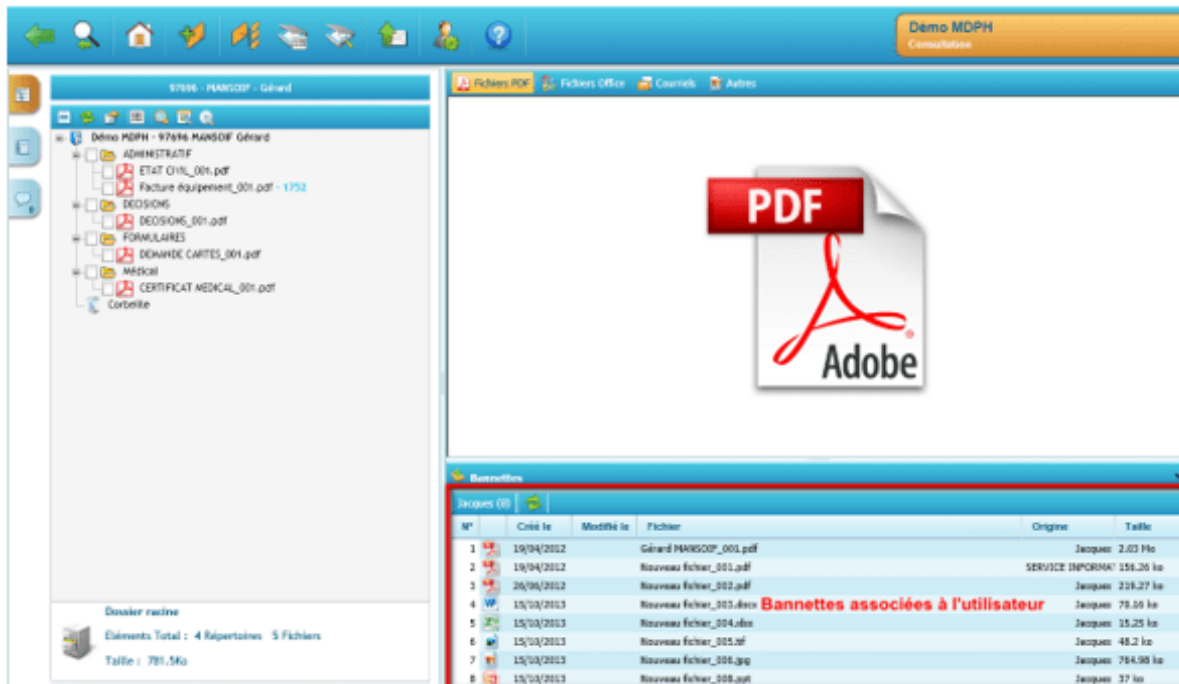 Démo MDPH
Consultation
97696 - MANSOIF - Gérard
Fichiers PDF Fichiers Office Courriels Autres
Démo MDPH - 97696 MANSOIF Gérard
ADMINISTRATIF
ETAT CIVIL_001.pdf
Facture équipement_001.pdf - 1752
DECISIONS
DECISIONS_001.pdf
FORMULAIRES
DEMANDE CARTES_001.pdf
Médical
CERTIFICAT MEDICAL_001.pdf
Corbeille
PDF
Adobe
Bannettes
Jacques (8)
N° Créé le Modifié le Fichier Origine Taille
1 19/04/2012 Gérard MANSOIF_001.pdf Jacques 2.03 Mo
2 19/04/2012 Nouveau fichier_001.pdf SERVICE INFORMAT 156.26 ko
3 26/06/2012 Nouveau fichier_002.pdf Jacques 219.27 ko
4 15/10/2013 Nouveau fichier_003.docx Jacques 70.16 ko
Bannettes associées à l'utilisateur
5 15/10/2013 Nouveau fichier_004.xlsx Jacques 15.25 ko
6 15/10/2013 Nouveau fichier_005.tif Jacques 48.2 ko
7 15/10/2013 Nouveau fichier_006.jpg Jacques 764.98 ko
8 15/10/2013 Nouveau fichier_008.ppt Jacques 37 ko
Dossier racine
Eléments Total : 4 Répertoires 5 Fichiers
Taille : 781.5Ko